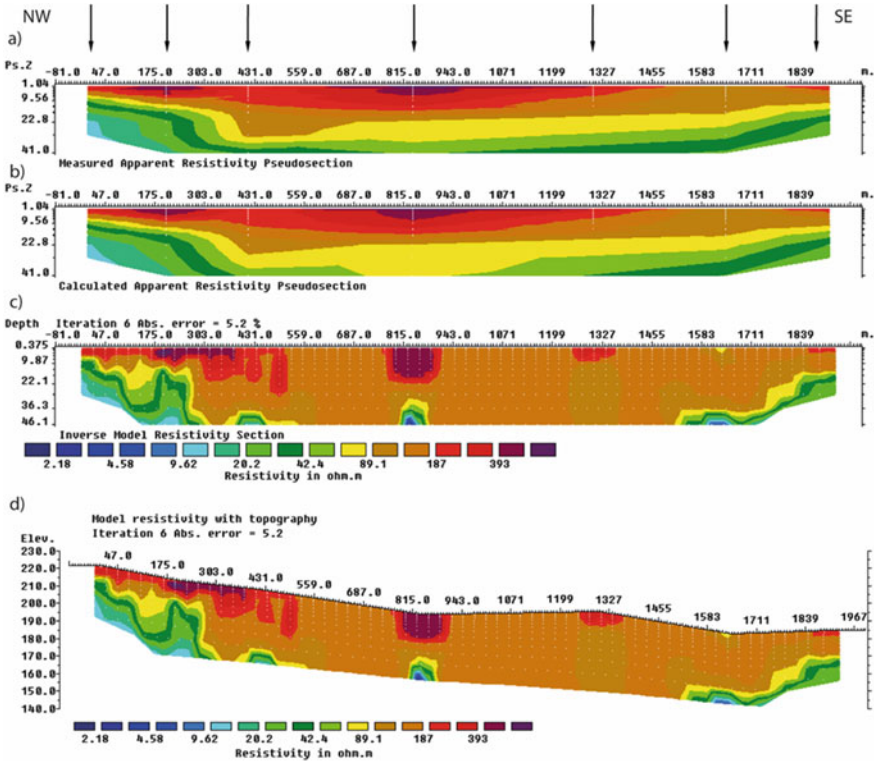 NW SE
a)
Ps.Z -81.0 47.0 175.0 303.0 431.0 559.0 687.0 815.0 943.0 1071 1199 1327 1455 1583 1711 1839 m.
1.04
9.56
22.8
41.0
Measured Apparent Resistivity Pseudosection
b)
Ps.Z -81.0 47.0 175.0 303.0 431.0 559.0 687.0 815.0 943.0 1071 1199 1327 1455 1583 1711 1839 m.
1.04
9.56
22.8
41.0
Calculated Apparent Resistivity Pseudosection
c)
Depth Iteration 6 Abs. error = 5.2 %
-81.0 47.0 175.0 303.0 431.0 559.0 687.0 815.0 943.0 1071 1199 1327 1455 1583 1711 1839 m.
0.375
9.87
22.1
36.3
46.1
Inverse Model Resistivity Section
2.18 4.58 9.62 20.2 42.4 89.1 187 393
Resistivity in ohm.m
d)
Model resistivity with topography
Iteration 6 Abs. error = 5.2
Elev.
230.0
220.0
210.0
200.0
190.0
180.0
170.0
160.0
150.0
140.0
47.0 175.0 303.0 431.0 559.0 687.0 815.0 943.0 1071 1199 1327 1455 1583 1711 1839 1967
2.18 4.58 9.62 20.2 42.4 89.1 187 393
Resistivity in ohm.m